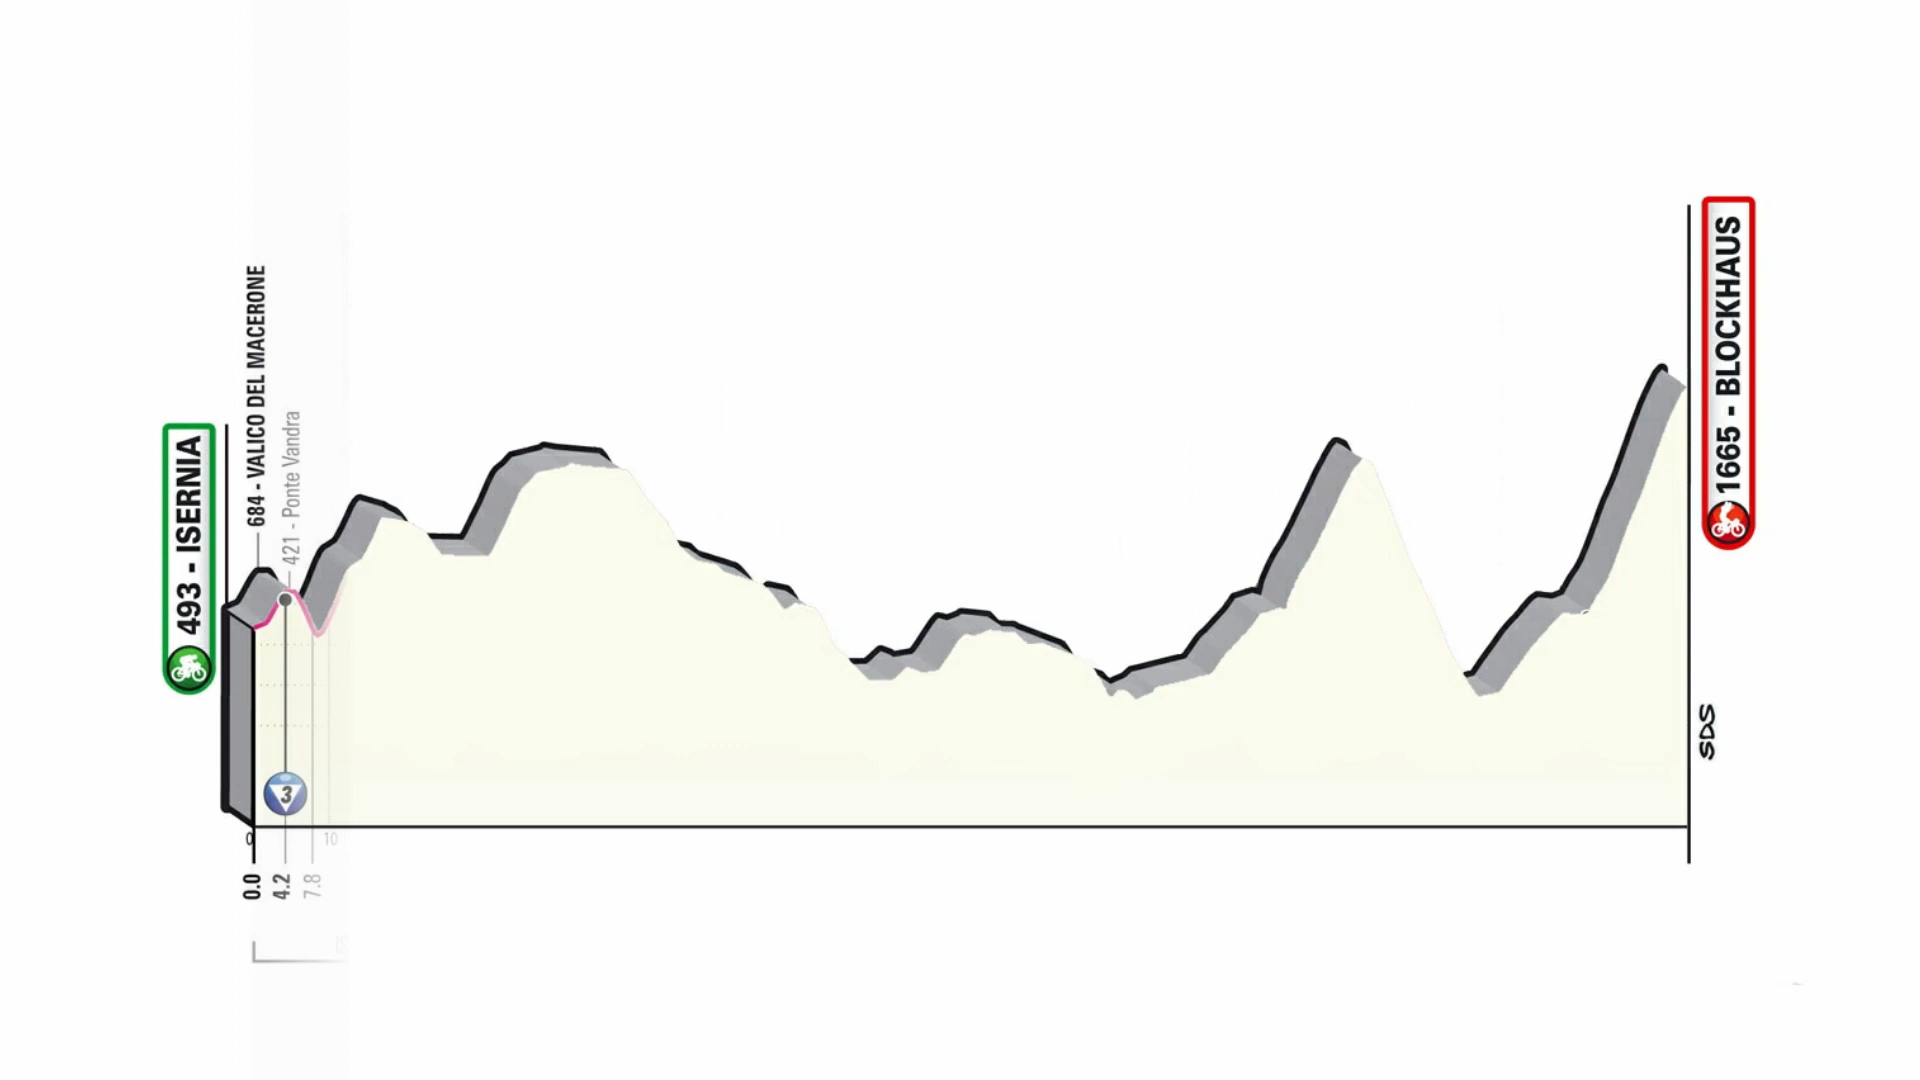 493 - ISERNIA
684 - VALICO DEL MACERONE
421 - Ponte Vandra
1665 - BLOCKHAUS
SDS
3
0
10
0.0
4.2
7.8